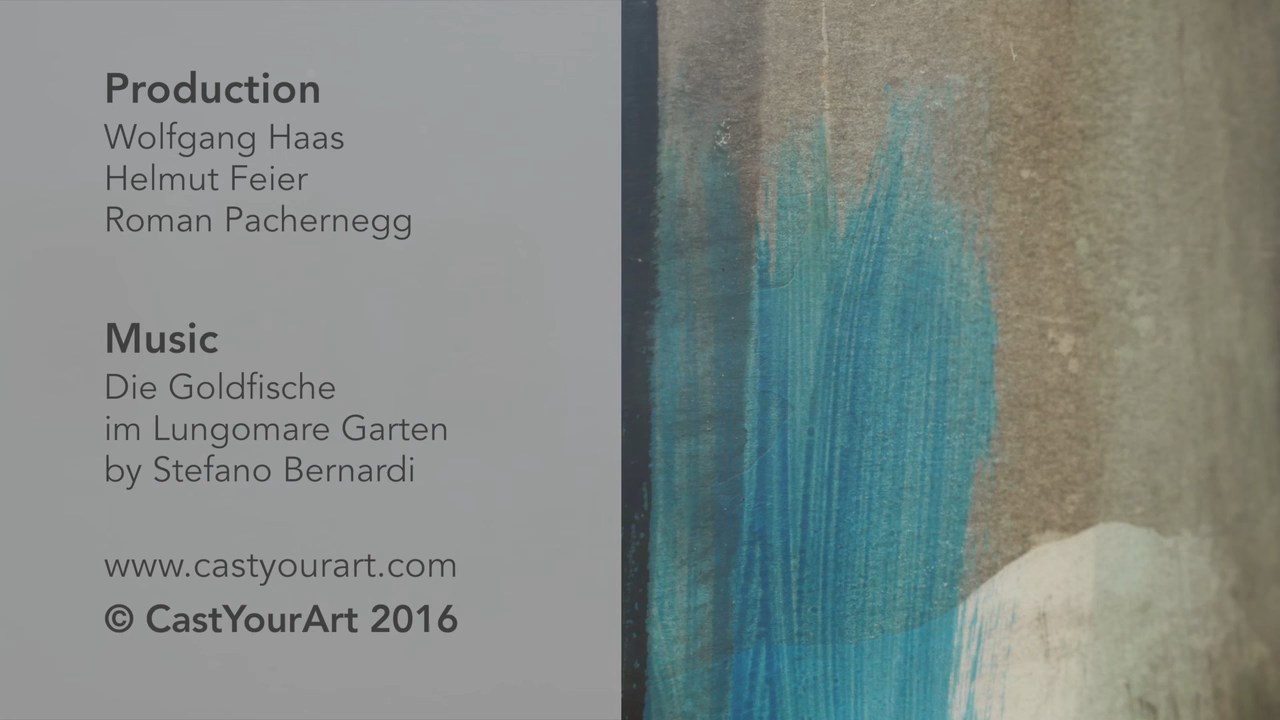 Production
Wolfgang Haas
Helmut Feier
Roman Pachernegg
Music
Die Goldfische
im Lungomare Garten
by Stefano Bernardi
www.castyourart.com
© CastYourArt 2016